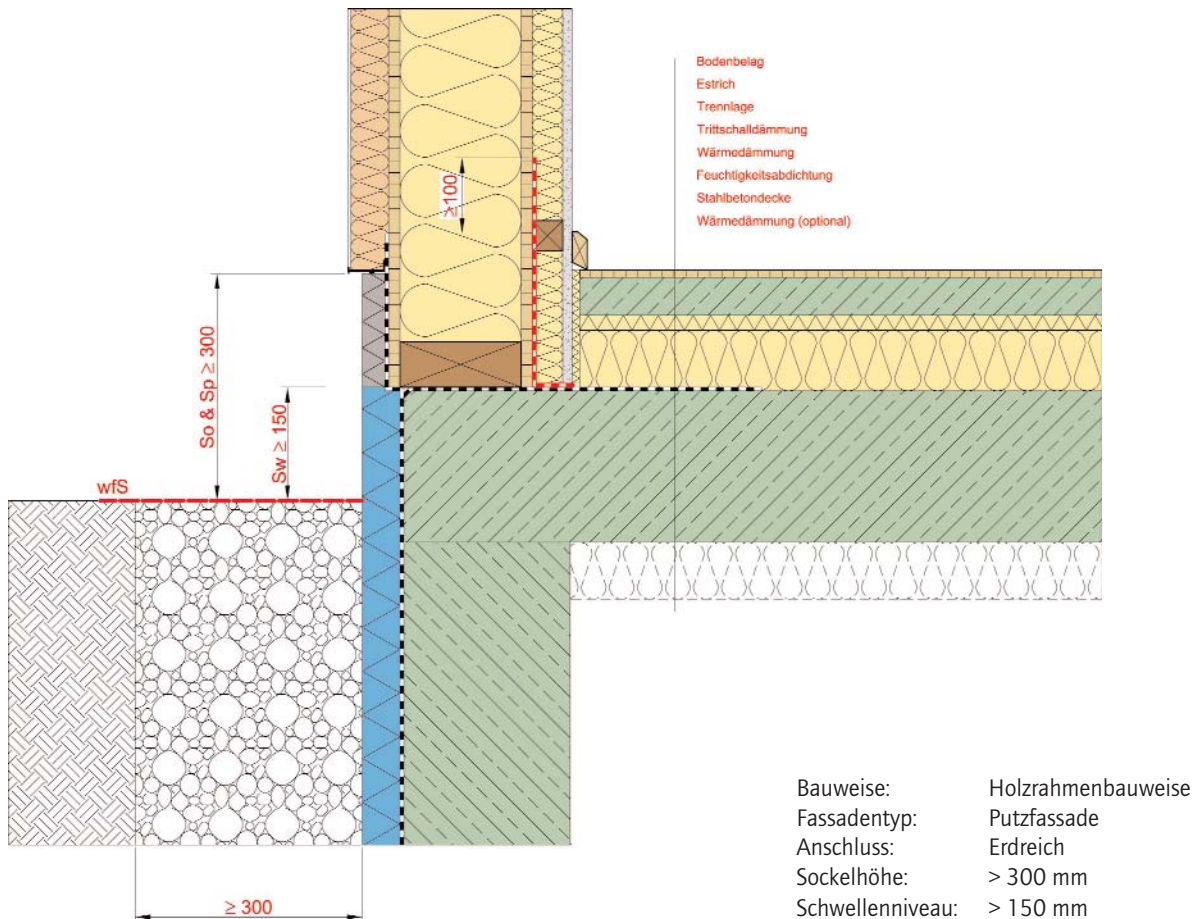 Bodenbelag
Estrich
Trennlage
Trittschalldämmung
Wärmedämmung
Feuchtigkeitsabdichtung
Stahlbetondecke
Wärmedämmung (optional)
≥100
So & Sp ≥ 300
Sw ≥ 150
wfS
≥ 300
Bauweise: Holzrahmenbauweise
Fassadentyp: Putzfassade
Anschluss: Erdreich
Sockelhöhe: > 300 mm
Schwellenniveau: > 150 mm